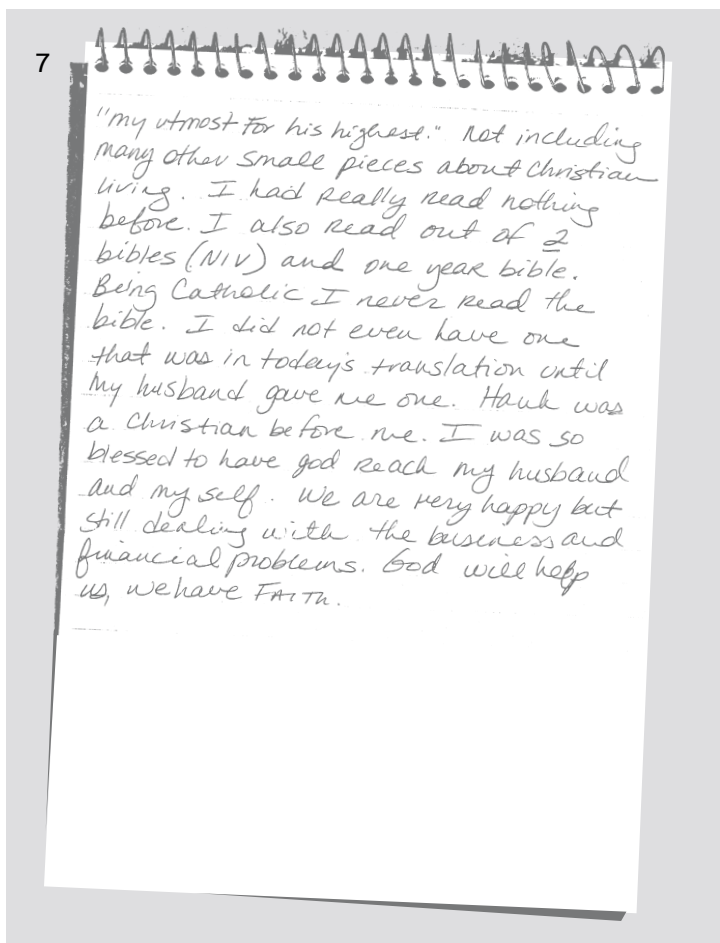 7
"my utmost For his highest." Not including
many other small pieces about Christian
living. I had Really read nothing
before. I also Read out of 2
bibles (NIV) and one year bible.
Being Catholic I never Read the
bible. I did not even have one
that was in today's translation until
my husband gave me one. Hank was
a Christian before me. I was so
blessed to have god Reach my husband
and my self. We are very happy but
still dealing with the business and
financial problems. God will help
us, we have FAITH.